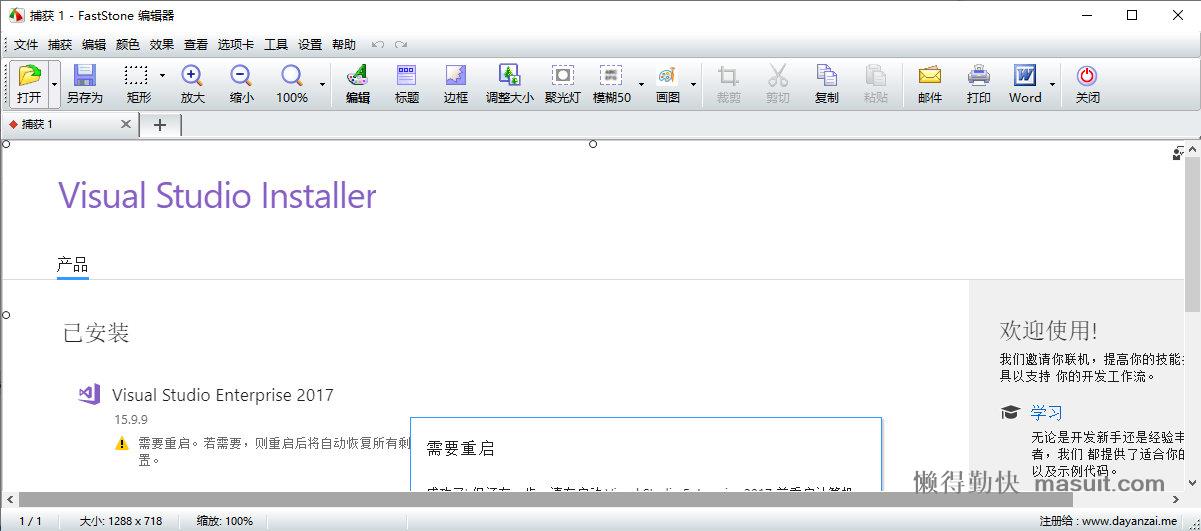 捕获 1 - FastStone 编辑器
文件 捕获 编辑 颜色 效果 查看 选项卡 工具 设置 帮助
打开 另存为 矩形 放大 缩小 100% 编辑 标题 边框 调整大小 聚光灯 模糊50 画图 裁剪 剪切 复制 粘贴 邮件 打印 Word 关闭
捕获 1
Visual Studio Installer
产品
已安装
Visual Studio Enterprise 2017
15.9.9
需要重启。若需要，则重启后将自动恢复所有剩
置。
需要重启
欢迎使用!
我们邀请你联机，提高你的技能
具以支持 你的开发工作流。
学习
无论是开发新手还是经验丰
者，我们 都提供了适合你的
以及示例代码。
懒得勤快 masuit.com
1 / 1 大小: 1288 x 718 缩放: 100% 注册给 : www.dayanzai.me